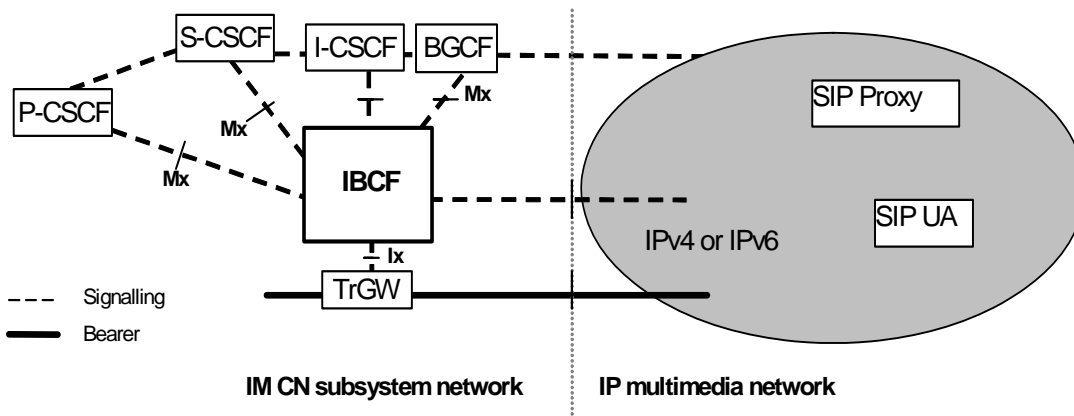 S-CSCF
I-CSCF
BGCF
P-CSCF
Mx
Mx
Mx
IBCF
SIP Proxy
SIP UA
IPv4 or IPv6
Ix
TrGW
Signalling
Bearer
IM CN subsystem network
IP multimedia network